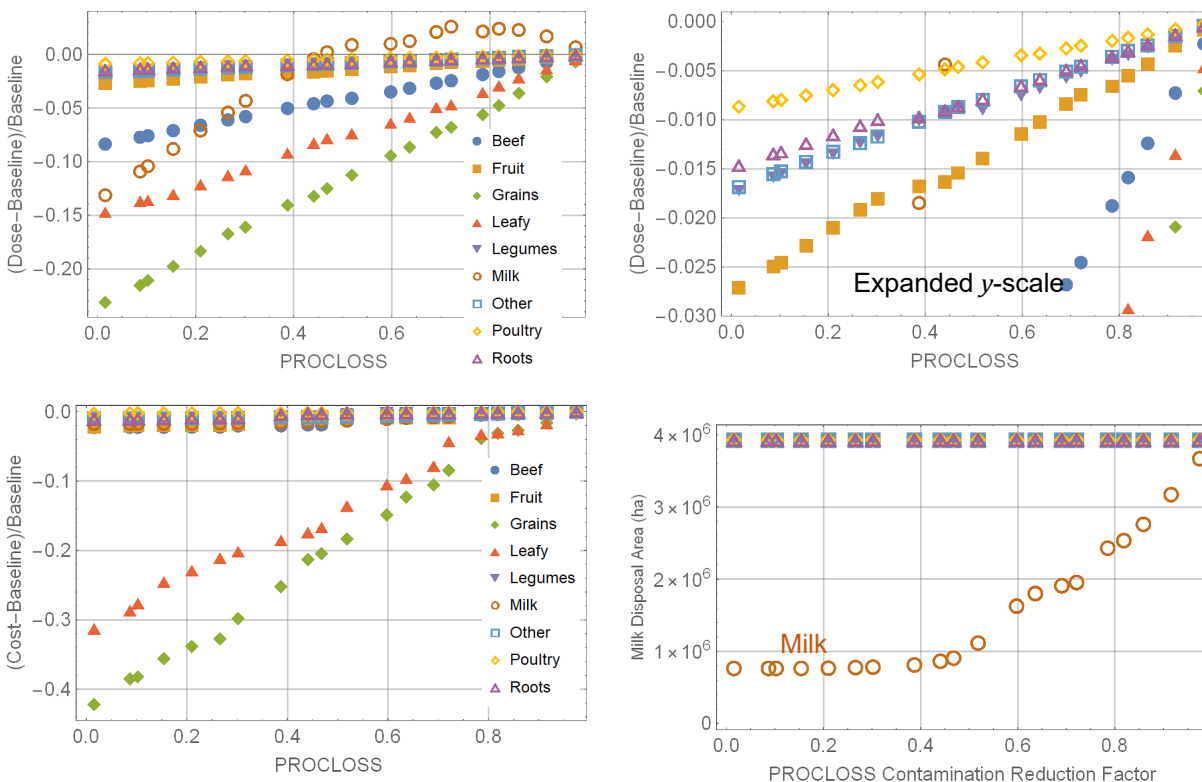 (Dose−Baseline)/Baseline
0.00
−0.05
−0.10
−0.15
−0.20
0.0
0.2
0.4
0.6
PROCLOSS
Beef
Fruit
Grains
Leafy
Legumes
Milk
Other
Poultry
Roots
(Dose−Baseline)/Baseline
0.000
−0.005
−0.010
−0.015
−0.020
−0.025
−0.030
Expanded y-scale
0.0
0.2
0.4
0.6
0.8
PROCLOSS
(Cost−Baseline)/Baseline
0.0
−0.1
−0.2
−0.3
−0.4
0.0
0.2
0.4
0.6
0.8
PROCLOSS
Beef
Fruit
Grains
Leafy
Legumes
Milk
Other
Poultry
Roots
Milk Disposal Area (ha)
4 × 10⁶
3 × 10⁶
2 × 10⁶
1 × 10⁶
0
Milk
0.0
0.2
0.4
0.6
0.8
PROCLOSS Contamination Reduction Factor